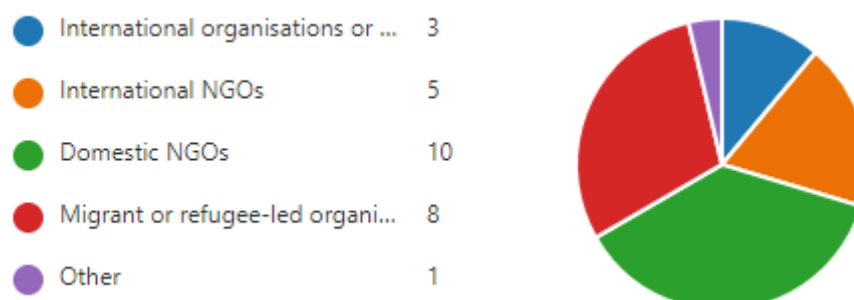 International organisations or ... 3
International NGOs 5
Domestic NGOs 10
Migrant or refugee-led organi... 8
Other 1